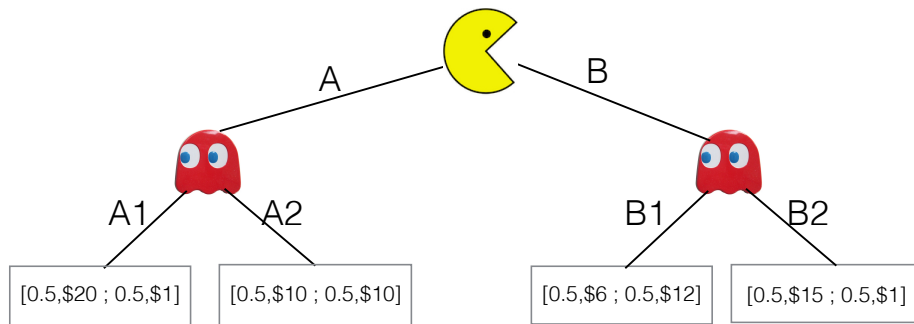 A
B
A1
A2
B1
B2
[0.5,$20 ; 0.5,$1]
[0.5,$10 ; 0.5,$10]
[0.5,$6 ; 0.5,$12]
[0.5,$15 ; 0.5,$1]